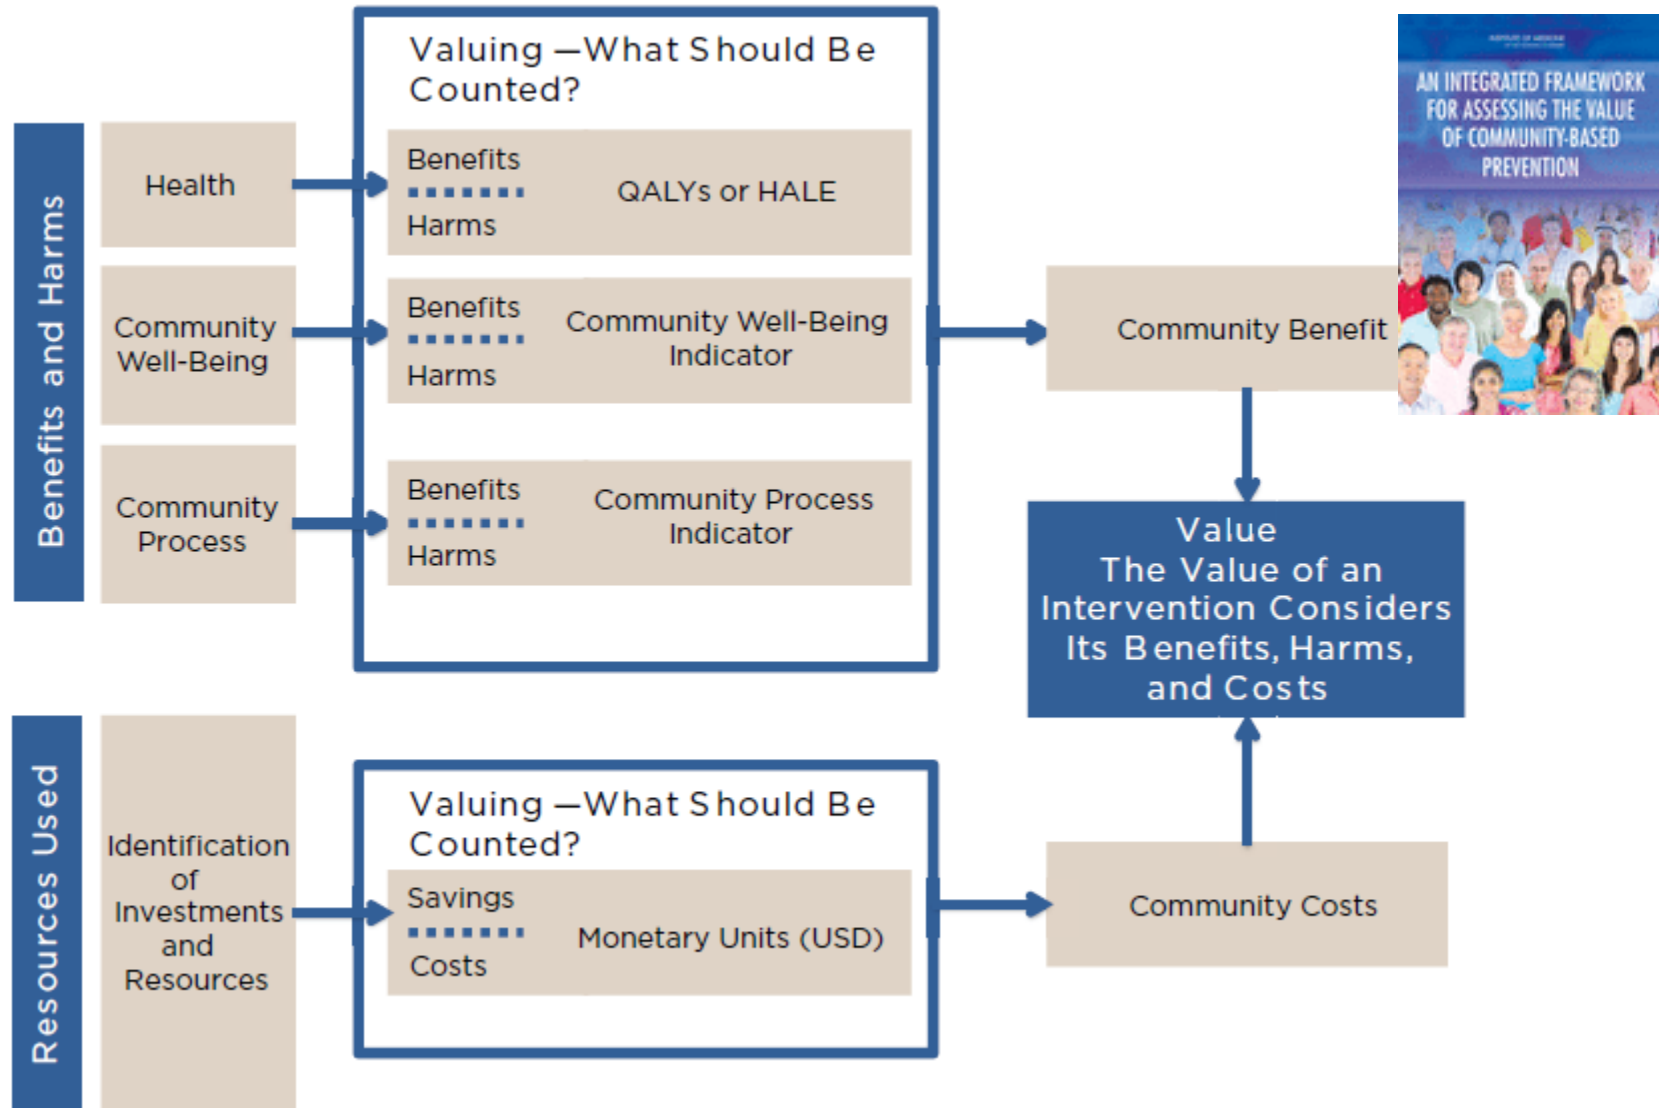 Benefits and Harms
Health
Community
Well-Being
Community
Process
Valuing —What Should Be
Counted?
Benefits
Harms
QALYs or HALE
Benefits
Harms
Community Well-Being
Indicator
Benefits
Harms
Community Process
Indicator
Community Benefit
INSTITUTE OF MEDICINE
AN INTEGRATED FRAMEWORK
FOR ASSESSING THE VALUE
OF COMMUNITY-BASED
PREVENTION
Value
The Value of an
Intervention Considers
Its Benefits, Harms,
and Costs
Resources Used
Identification
of
Investments
and
Resources
Valuing —What Should Be
Counted?
Savings
Costs
Monetary Units (USD)
Community Costs